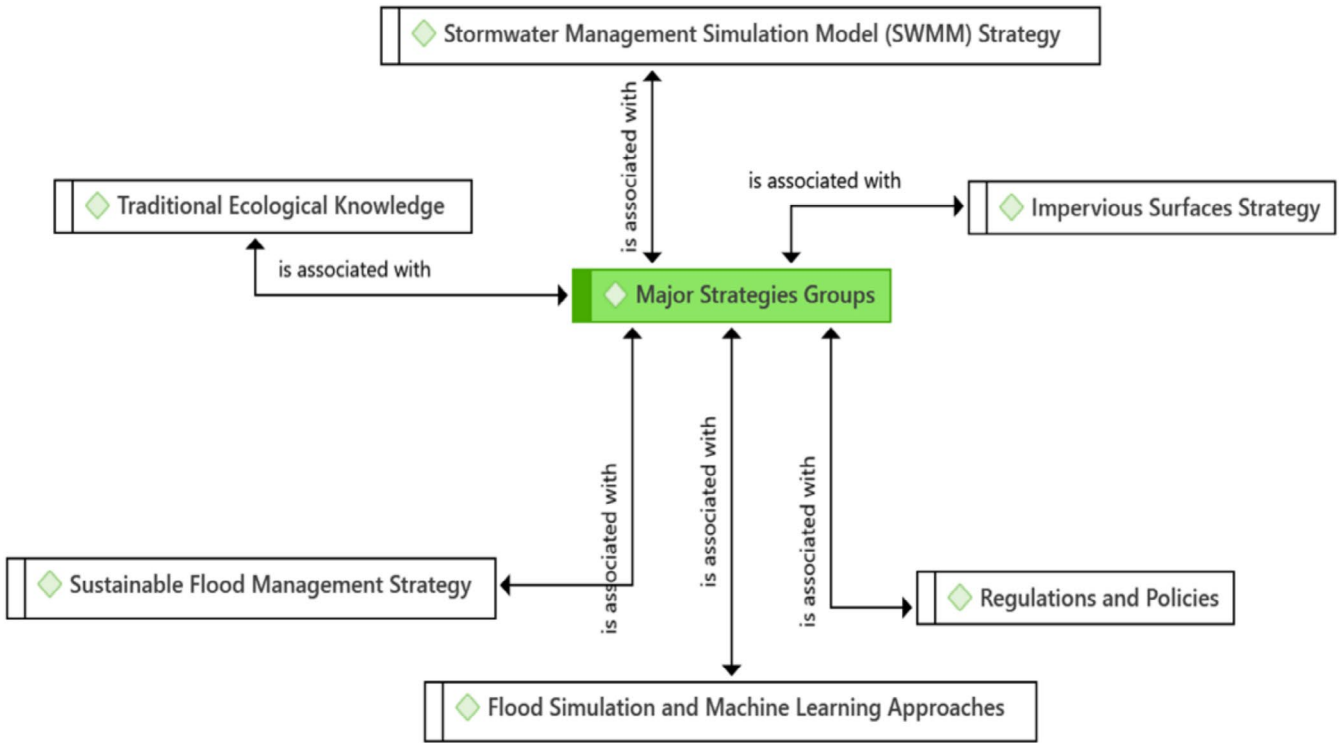 Stormwater Management Simulation Model (SWMM) Strategy
is associated with
is associated with
Traditional Ecological Knowledge
Impervious Surfaces Strategy
is associated with
Major Strategies Groups
is associated with
is associated with
is associated with
Sustainable Flood Management Strategy
Regulations and Policies
Flood Simulation and Machine Learning Approaches